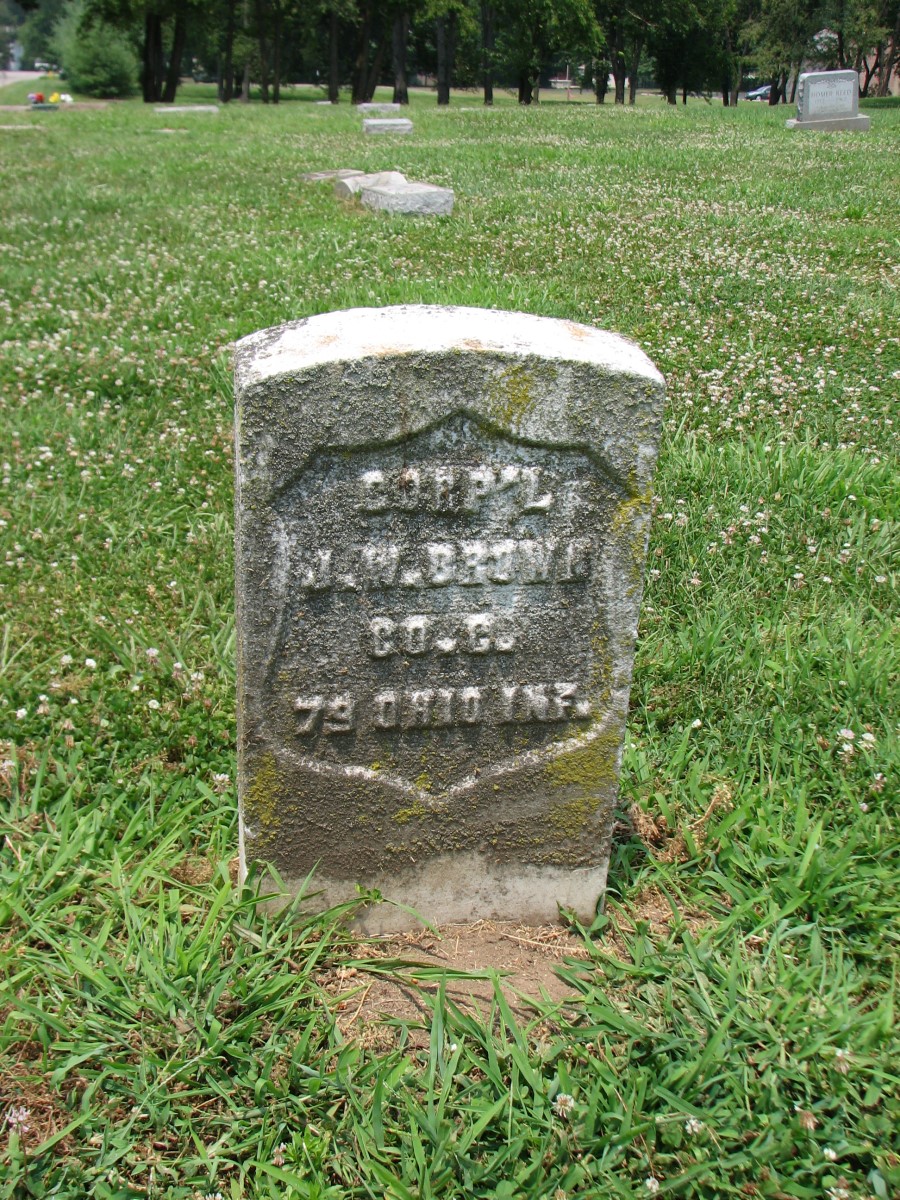 CORP'L
J.W. BROWN
CO. C.
79 OHIO INF.